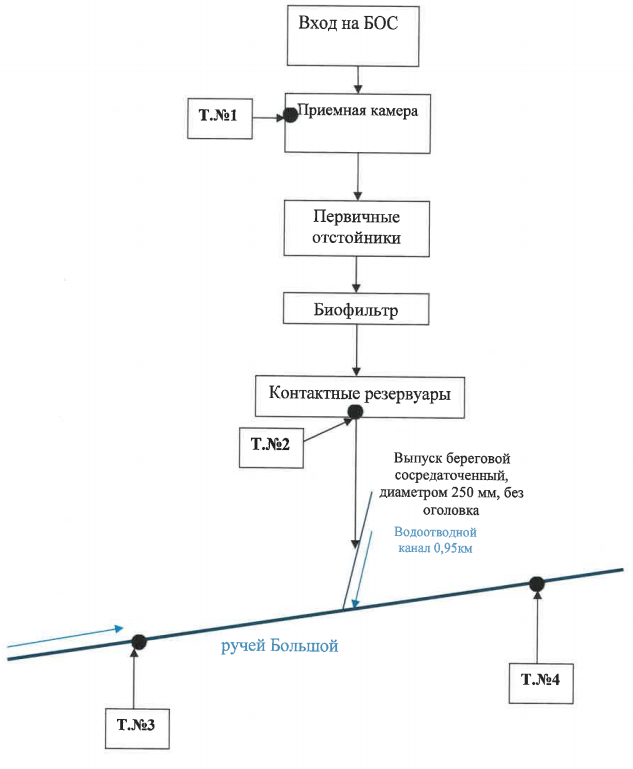 Вход на БОС
Т.№1
Приемная камера
Первичные
отстойники
Биофильтр
Контактные резервуары
Т.№2
Выпуск береговой
сосредаточенный,
диаметром 250 мм, без
оголовка
Водоотводной
канал 0,95км
ручей Большой
Т.№4
Т.№3